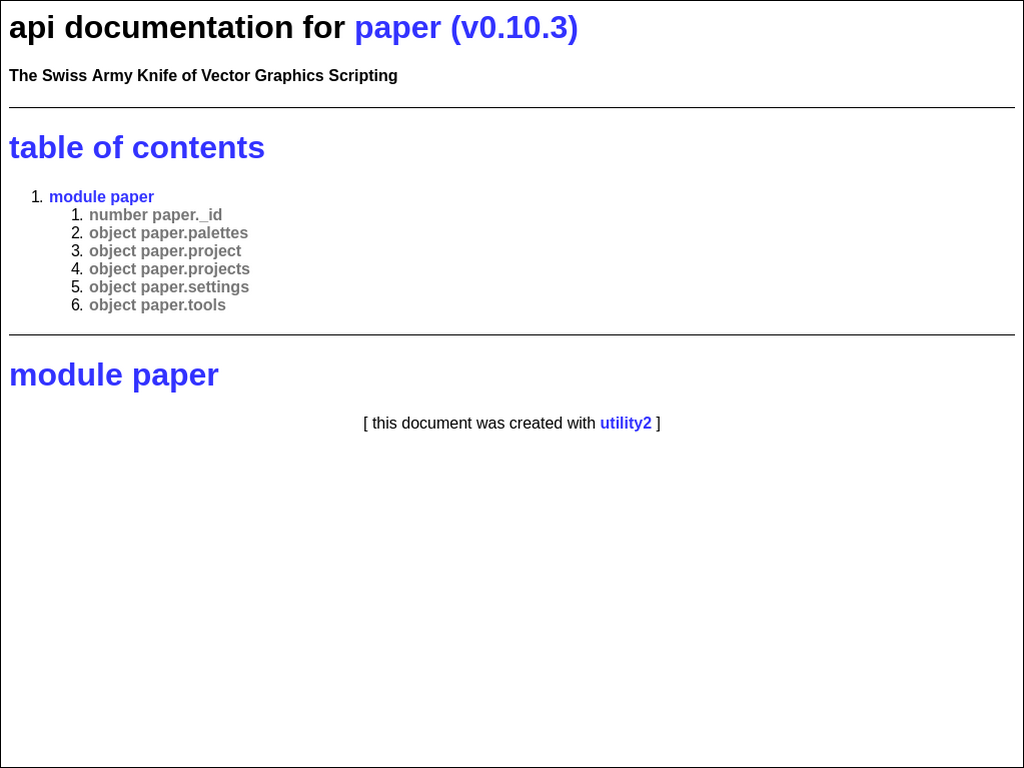 api documentation for paper (v0.10.3)
The Swiss Army Knife of Vector Graphics Scripting
table of contents
1. module paper
1. number paper._id
2. object paper.palettes
3. object paper.project
4. object paper.projects
5. object paper.settings
6. object paper.tools
module paper
[ this document was created with utility2 ]